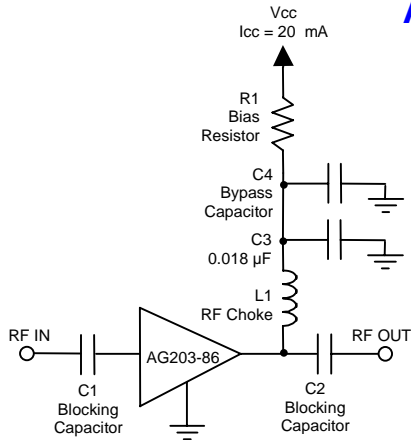 Vcc
Icc = 20 mA
R1
Bias
Resistor
C4
Bypass
Capacitor
C3
0.018 µF
L1
RF Choke
RF IN
AG203-86
RF OUT
C1
Blocking
Capacitor
C2
Blocking
Capacitor